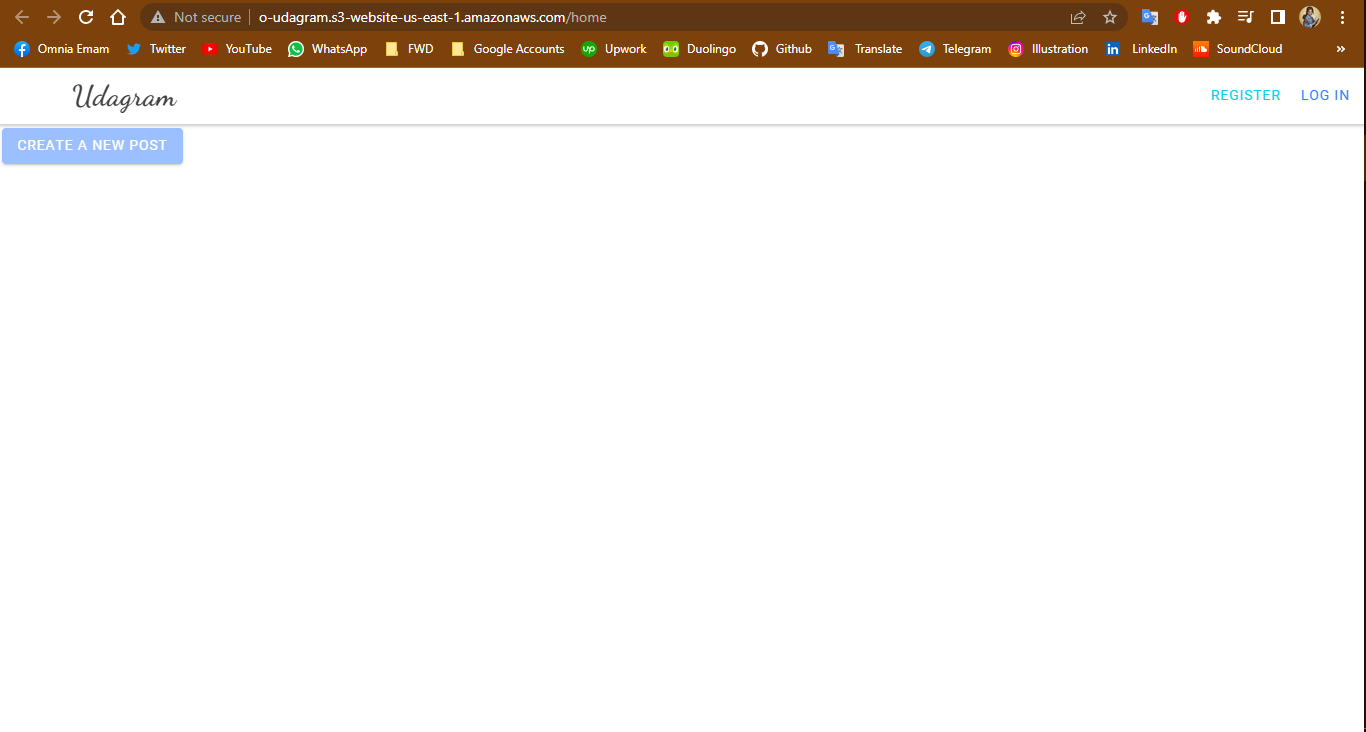 Not secure o-udagram.s3-website-us-east-1.amazonaws.com/home
Omnia Emam Twitter YouTube WhatsApp FWD Google Accounts Upwork Duolingo Github Translate Telegram Illustration LinkedIn SoundCloud »
Udagram REGISTER LOG IN
CREATE A NEW POST